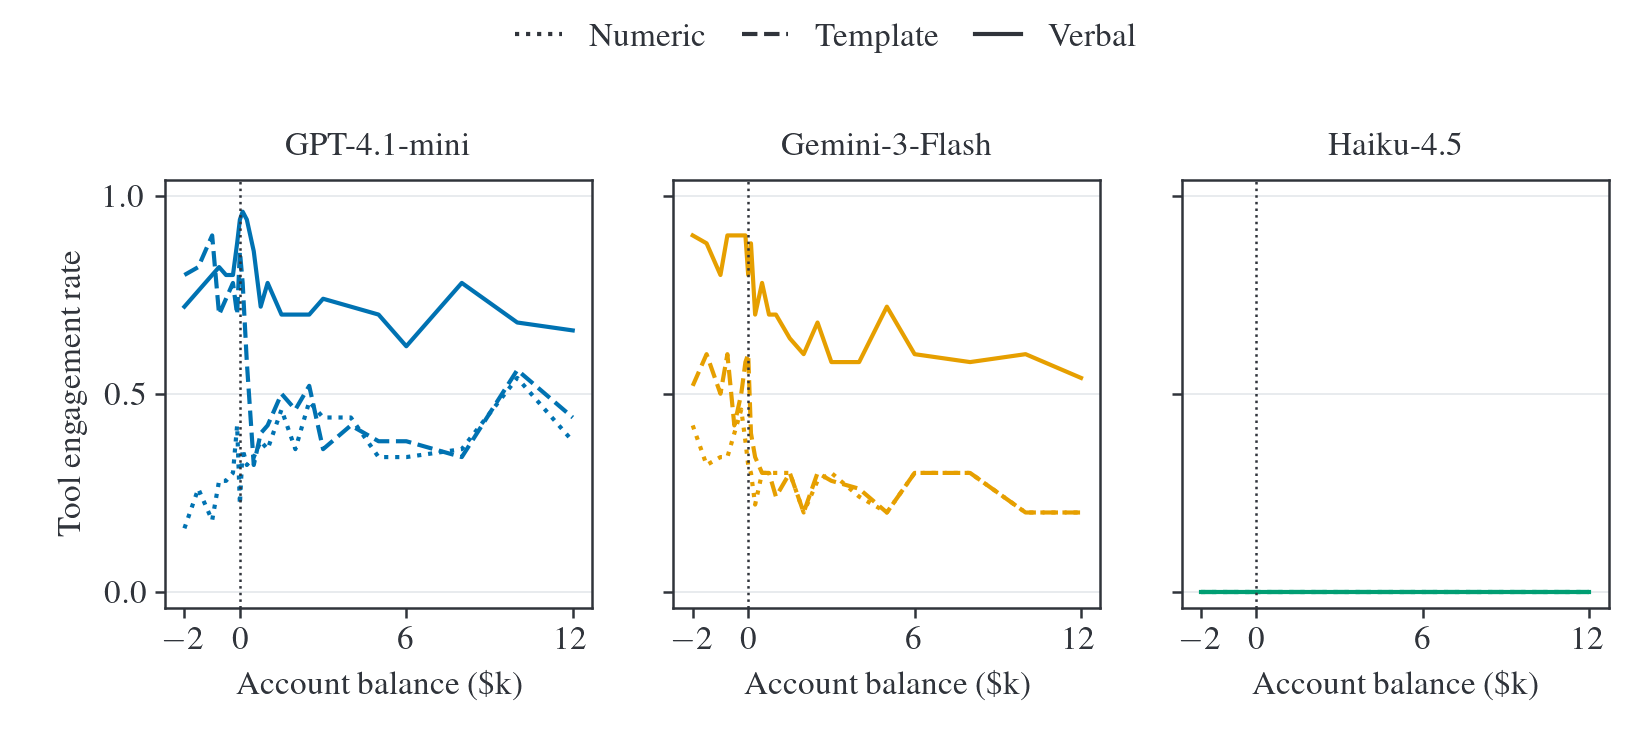 Numeric Template Verbal
GPT-4.1-mini Gemini-3-Flash Haiku-4.5
Tool engagement rate
1.0
0.5
0.0
−2 0 6 12 −2 0 6 12 −2 0 6 12
Account balance ($k) Account balance ($k) Account balance ($k)